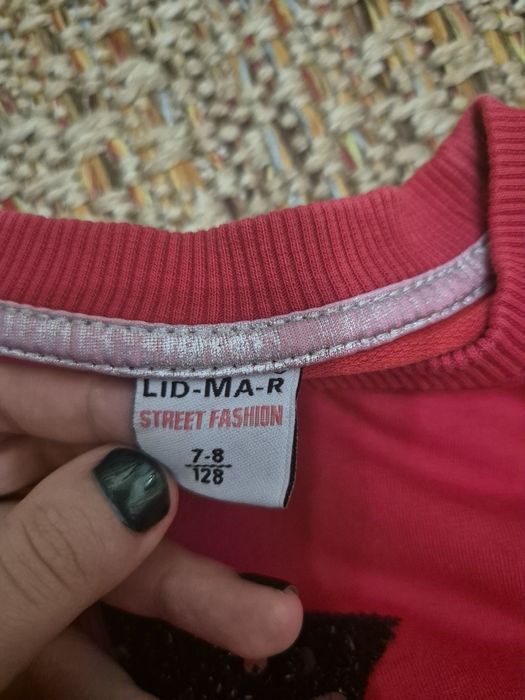 LID-MA-R
STREET FASHION
7-8
128